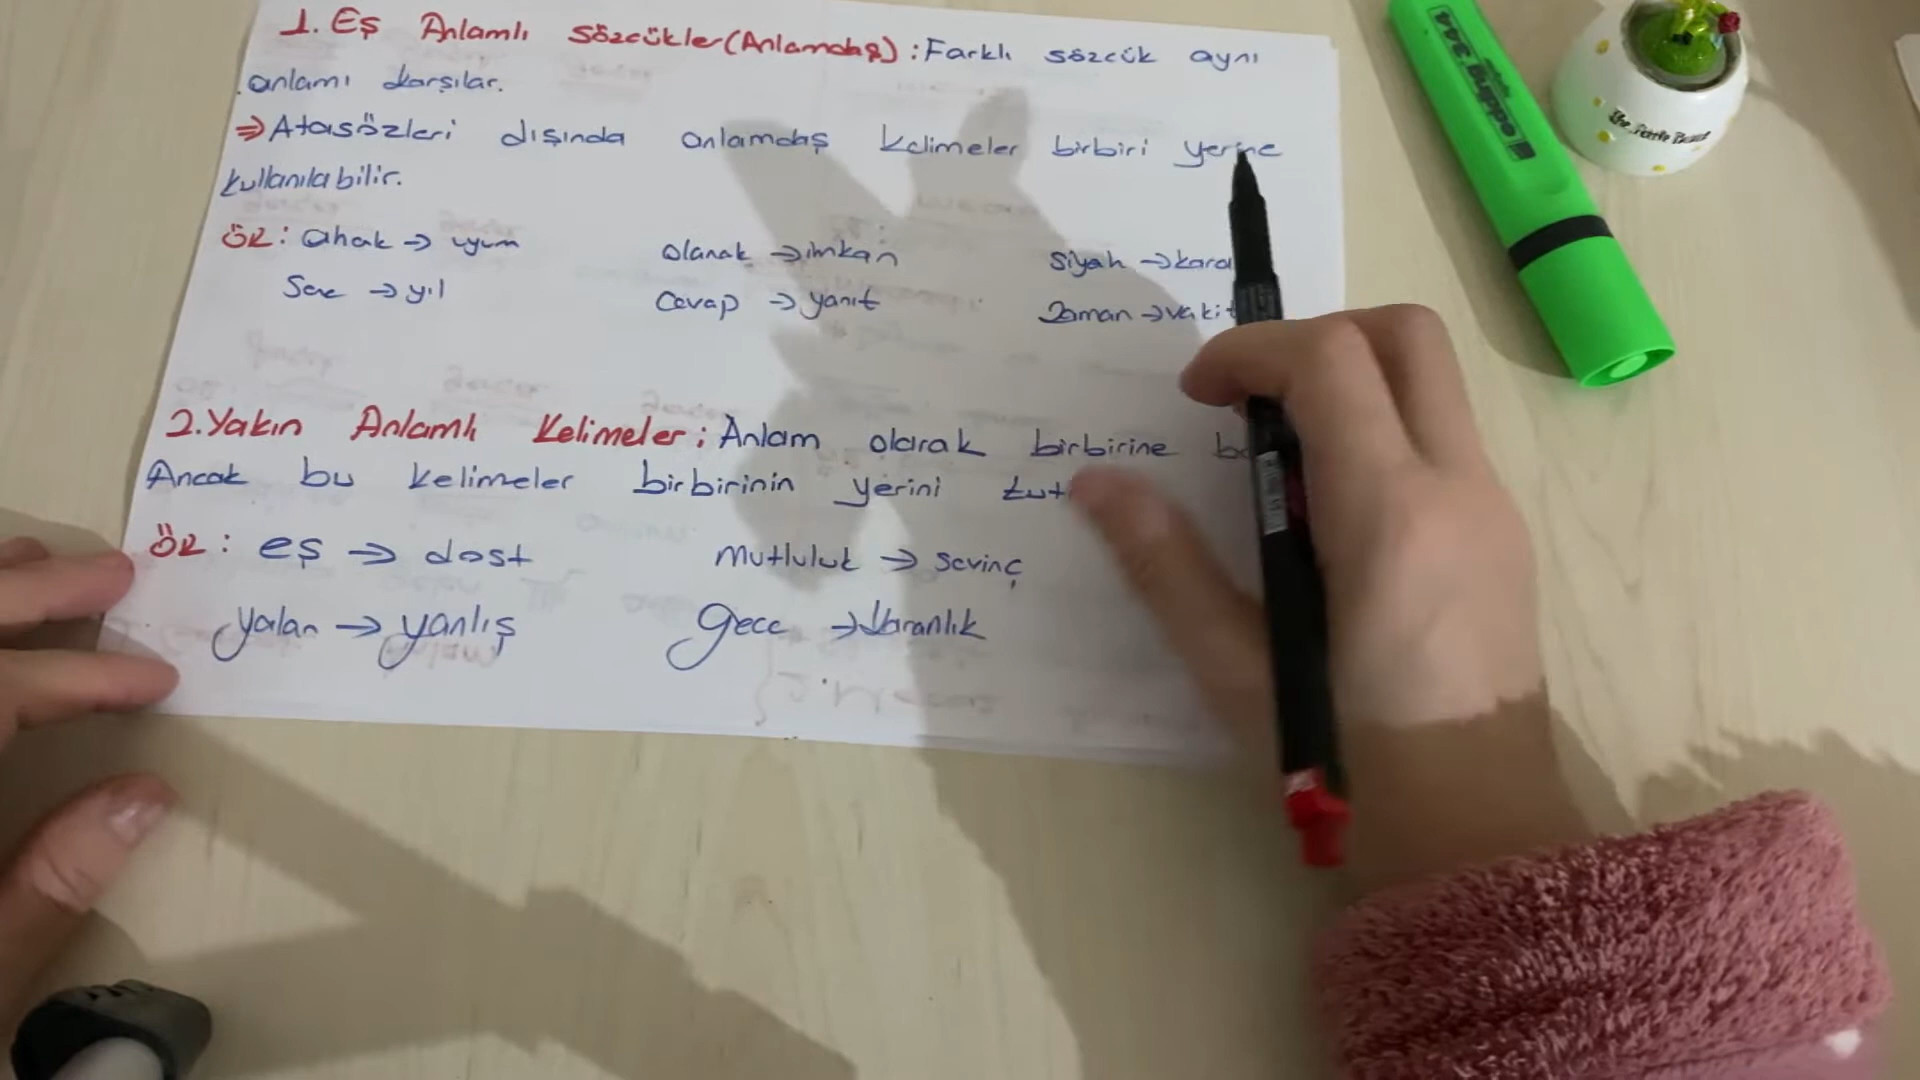 1. Eş Anlamlı sözcükler (Anlamdaş) : Farklı sözcük aynı
anlamı karşılar.
⇒ Atasözleri dışında anlamdaş kelimeler birbiri yerine
kullanılabilir.
ÖR: ahak → uyum olanak → imkan siyah → kara
Sene → yıl Cevap → yanıt Zaman → vakit
2. Yakın Anlamlı Kelimeler: Anlam olarak birbirine
Ancak bu kelimeler birbirinin yerini
ÖR: eş → dost mutluluk → sevinç
yalan → yanlış gece → karanlık
edding 344